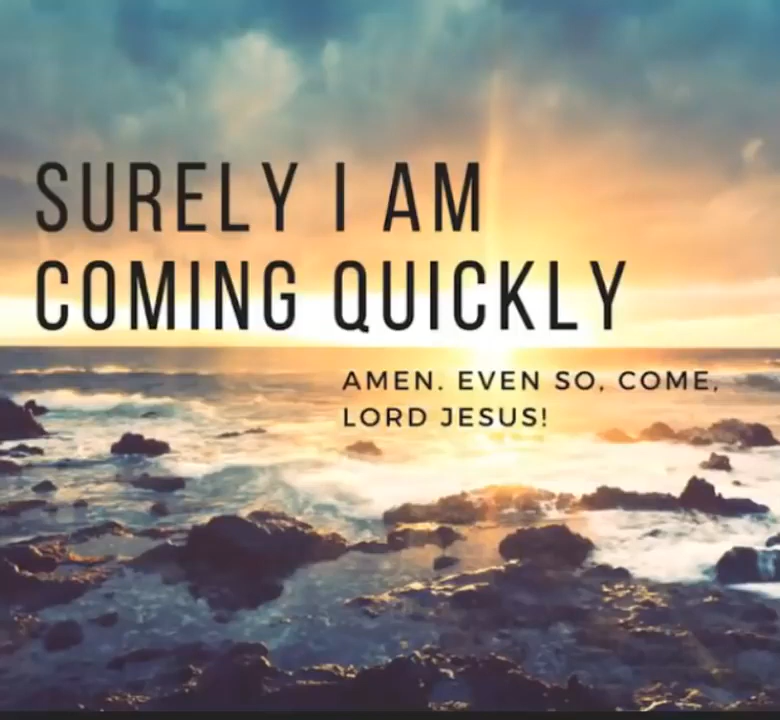 SURELY I AM
COMING QUICKLY
AMEN. EVEN SO, COME,
LORD JESUS!